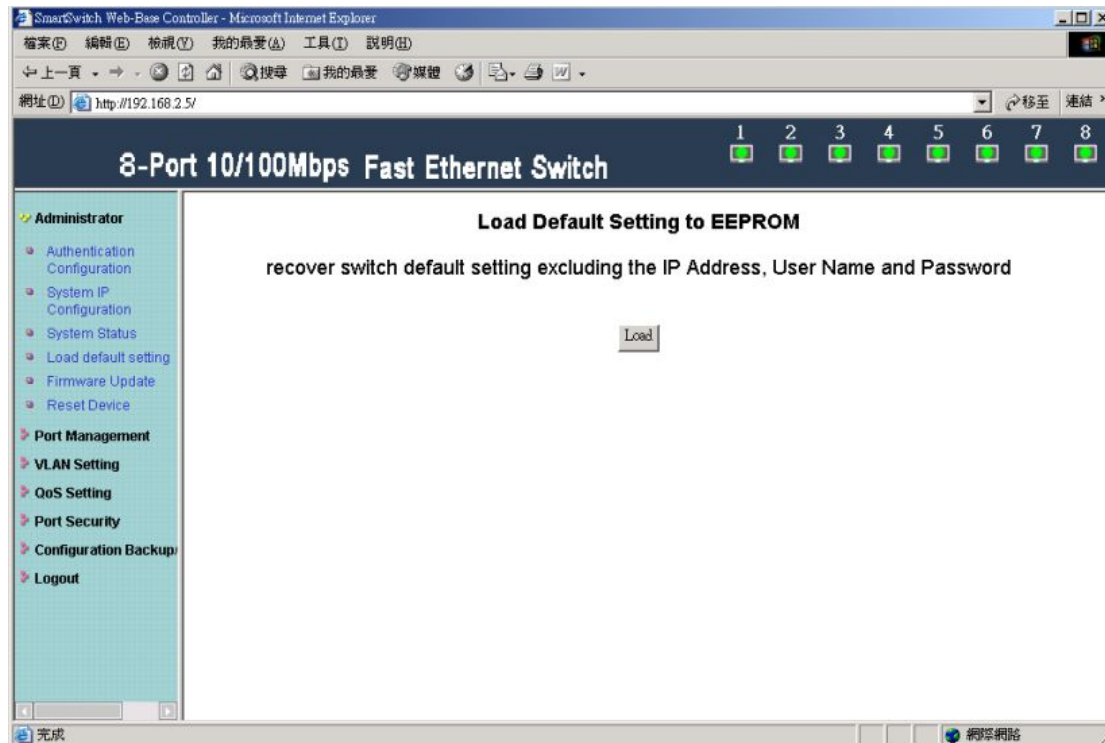 SmartSwitch Web-Base Controller - Microsoft Internet Explorer
檔案(F) 編輯(E) 檢視(V) 我的最愛(A) 工具(T) 說明(H)
上一頁 搜尋 我的最愛 媒體
網址(D) http://192.168.2.5/ 移至 連結 »
1 2 3 4 5 6 7 8
8-Port 10/100Mbps Fast Ethernet Switch
Administrator
Authentication
Configuration
System IP
Configuration
System Status
Load default setting
Firmware Update
Reset Device
Port Management
VLAN Setting
QoS Setting
Port Security
Configuration Backup/
Logout
Load Default Setting to EEPROM
recover switch default setting excluding the IP Address, User Name and Password
Load
完成 網際網路